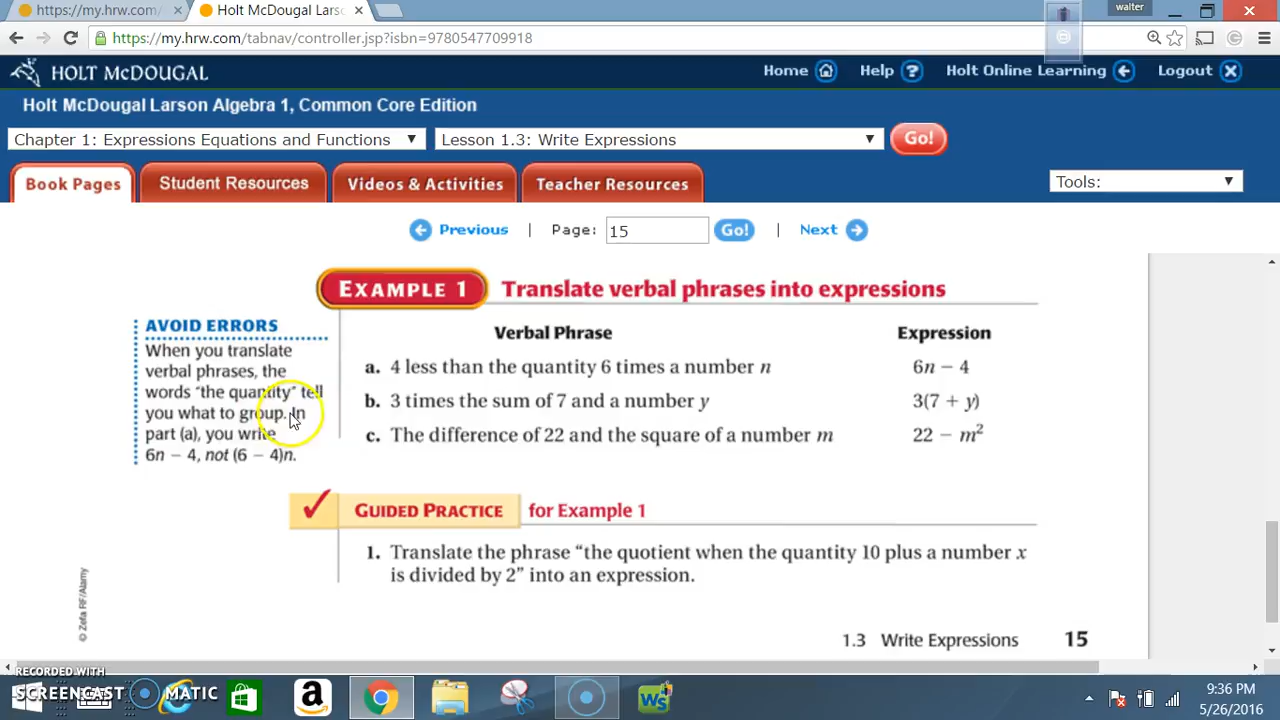 https://my.hrw.com/ ×
Holt McDougal Lars ×
walter
https://my.hrw.com/tabnav/controller.jsp?isbn=9780547709918
HOLT McDOUGAL
Home
Help ?
Holt Online Learning
Logout X
Holt McDougal Larson Algebra 1, Common Core Edition
Chapter 1: Expressions Equations and Functions
Lesson 1.3: Write Expressions
Go!
Book Pages
Student Resources
Videos & Activities
Teacher Resources
Tools:
Previous | Page: 15 Go! | Next
EXAMPLE 1 Translate verbal phrases into expressions
AVOID ERRORS
When you translate
verbal phrases, the
words "the quantity" tell
you what to group. In
part (a), you write
6n − 4, not (6 − 4)n.
Verbal Phrase Expression
a. 4 less than the quantity 6 times a number n 6n − 4
b. 3 times the sum of 7 and a number y 3(7 + y)
c. The difference of 22 and the square of a number m 22 − m²
GUIDED PRACTICE for Example 1
1. Translate the phrase "the quotient when the quantity 10 plus a number x
is divided by 2" into an expression.
© Zefa RF/Alamy
1.3 Write Expressions 15
RECORDED WITH
SCREENCAST MATIC
9:36 PM
5/26/2016